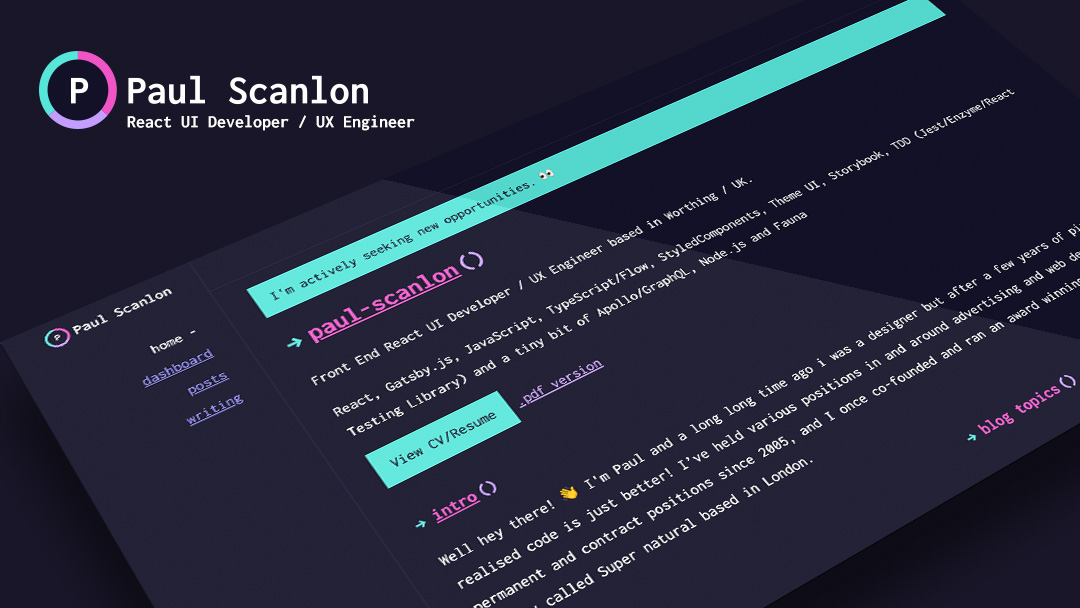 P
Paul Scanlon
React UI Developer / UX Engineer
P
Paul Scanlon
home -
dashboard
posts
writing
I'm actively seeking new opportunities. 👀
→ paul-scanlon()
Front End React UI Developer / UX Engineer based in Worthing / UK.
React, Gatsby.js, JavaScript, TypeScript/Flow, StyledComponents, Theme UI, Storybook, TDD (Jest/Enzyme/React
Testing Library) and a tiny bit of Apollo/GraphQL, Node.js and Fauna
View CV/Resume
.pdf version
→ intro()
Well hey there! 👋 I'm Paul and a long long time ago i was a designer but after a few years of
realised code is just better! I've held various positions in and around advertising and web
permanent and contract positions since 2005, and I once co-founded and ran an award winning
called Super natural based in London.
→ blog topics()